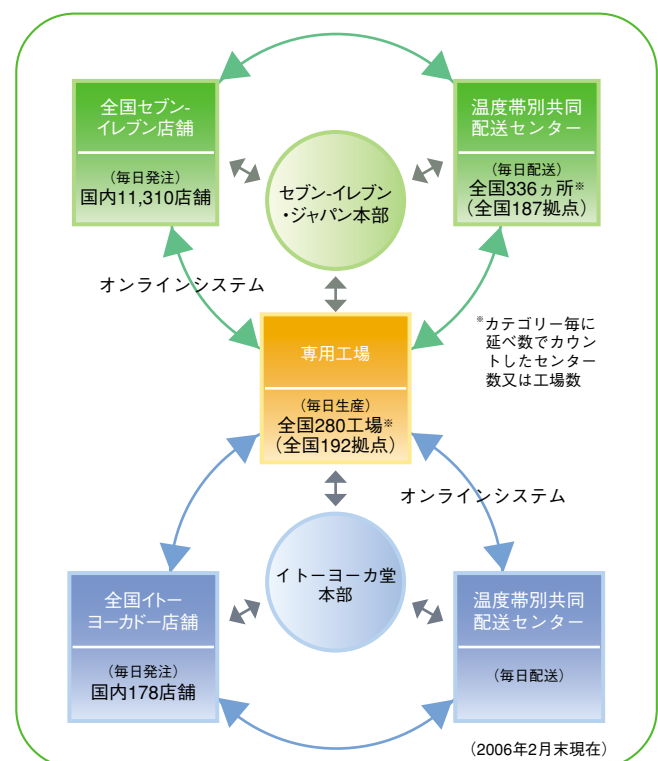 全国セブン-
イレブン店舗
(毎日発注)
国内11,310店舗
温度帯別共同
配送センター
(毎日配送)
全国336ヵ所※
(全国187拠点)
セブン-イレブン
・ジャパン本部
オンラインシステム
専用工場
(毎日生産)
全国280工場※
(全国192拠点)
※カテゴリー毎に
延べ数でカウン
トしたセンター
数又は工場数
オンラインシステム
イトーヨーカ堂
本部
全国イトー
ヨーカドー店舗
(毎日発注)
国内178店舗
温度帯別共同
配送センター
(毎日配送)
(2006年2月末現在)